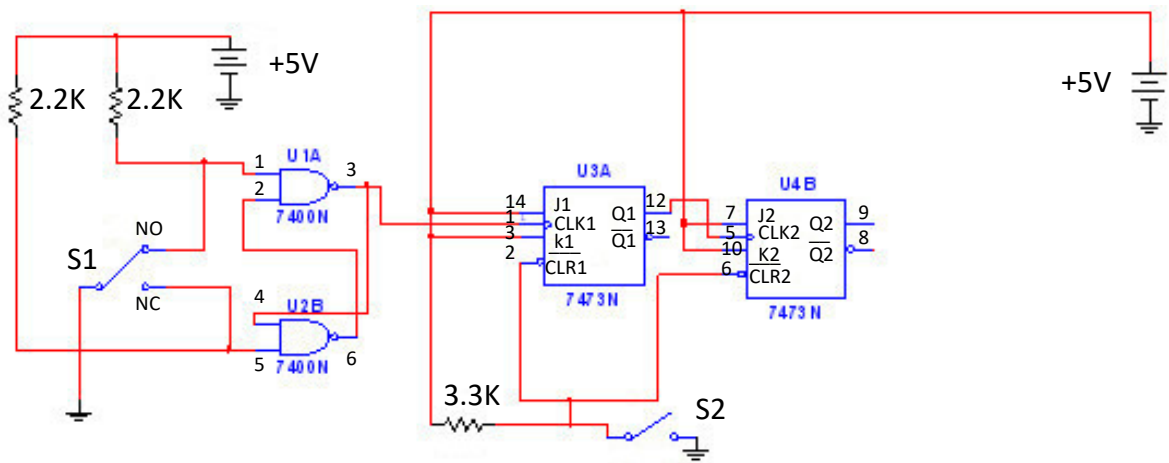 +5V
2.2K
2.2K
U1A
1
2
3
7400N
NO
S1
NC
U2B
4
5
6
7400N
+5V
U3A
14
1
3
2
J1
CLK1
k1
CLR1
Q1
Q1
12
13
7473N
U4B
7
5
10
6
J2
CLK2
K2
CLR2
Q2
Q2
9
8
7473N
3.3K
S2